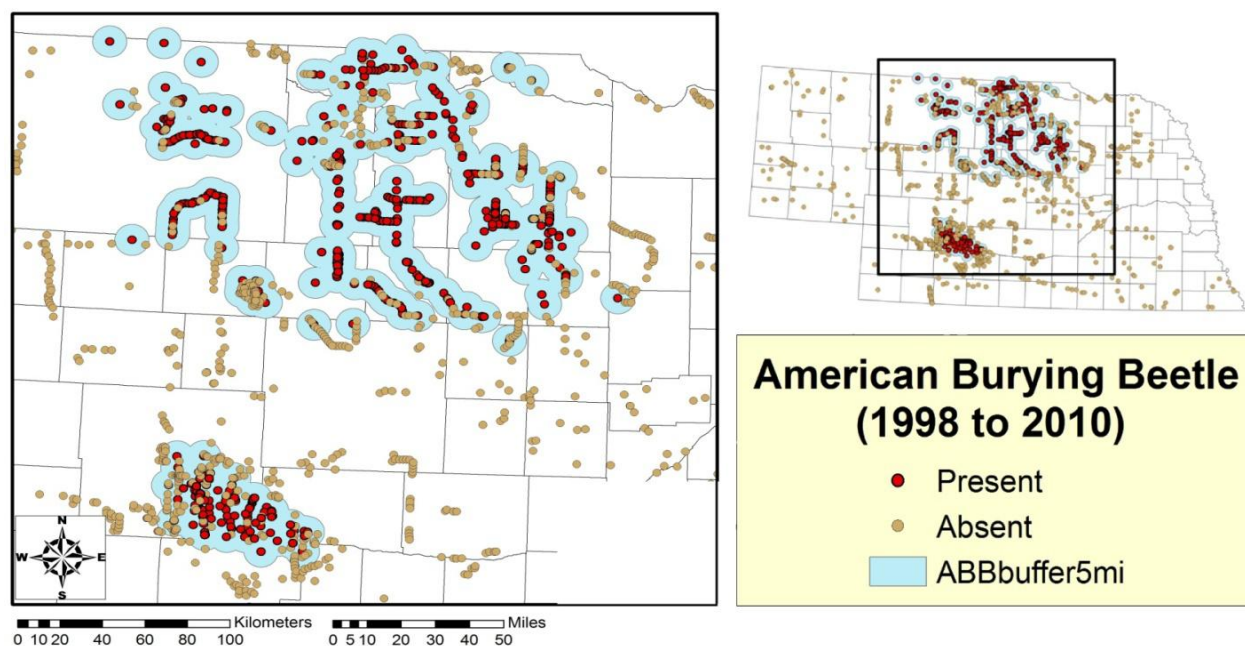 N
W E
S
0 10 20 40 60 80 100 Kilometers
0 5 10 20 30 40 50 Miles
American Burying Beetle
(1998 to 2010)
Present
Absent
ABBbuffer5mi